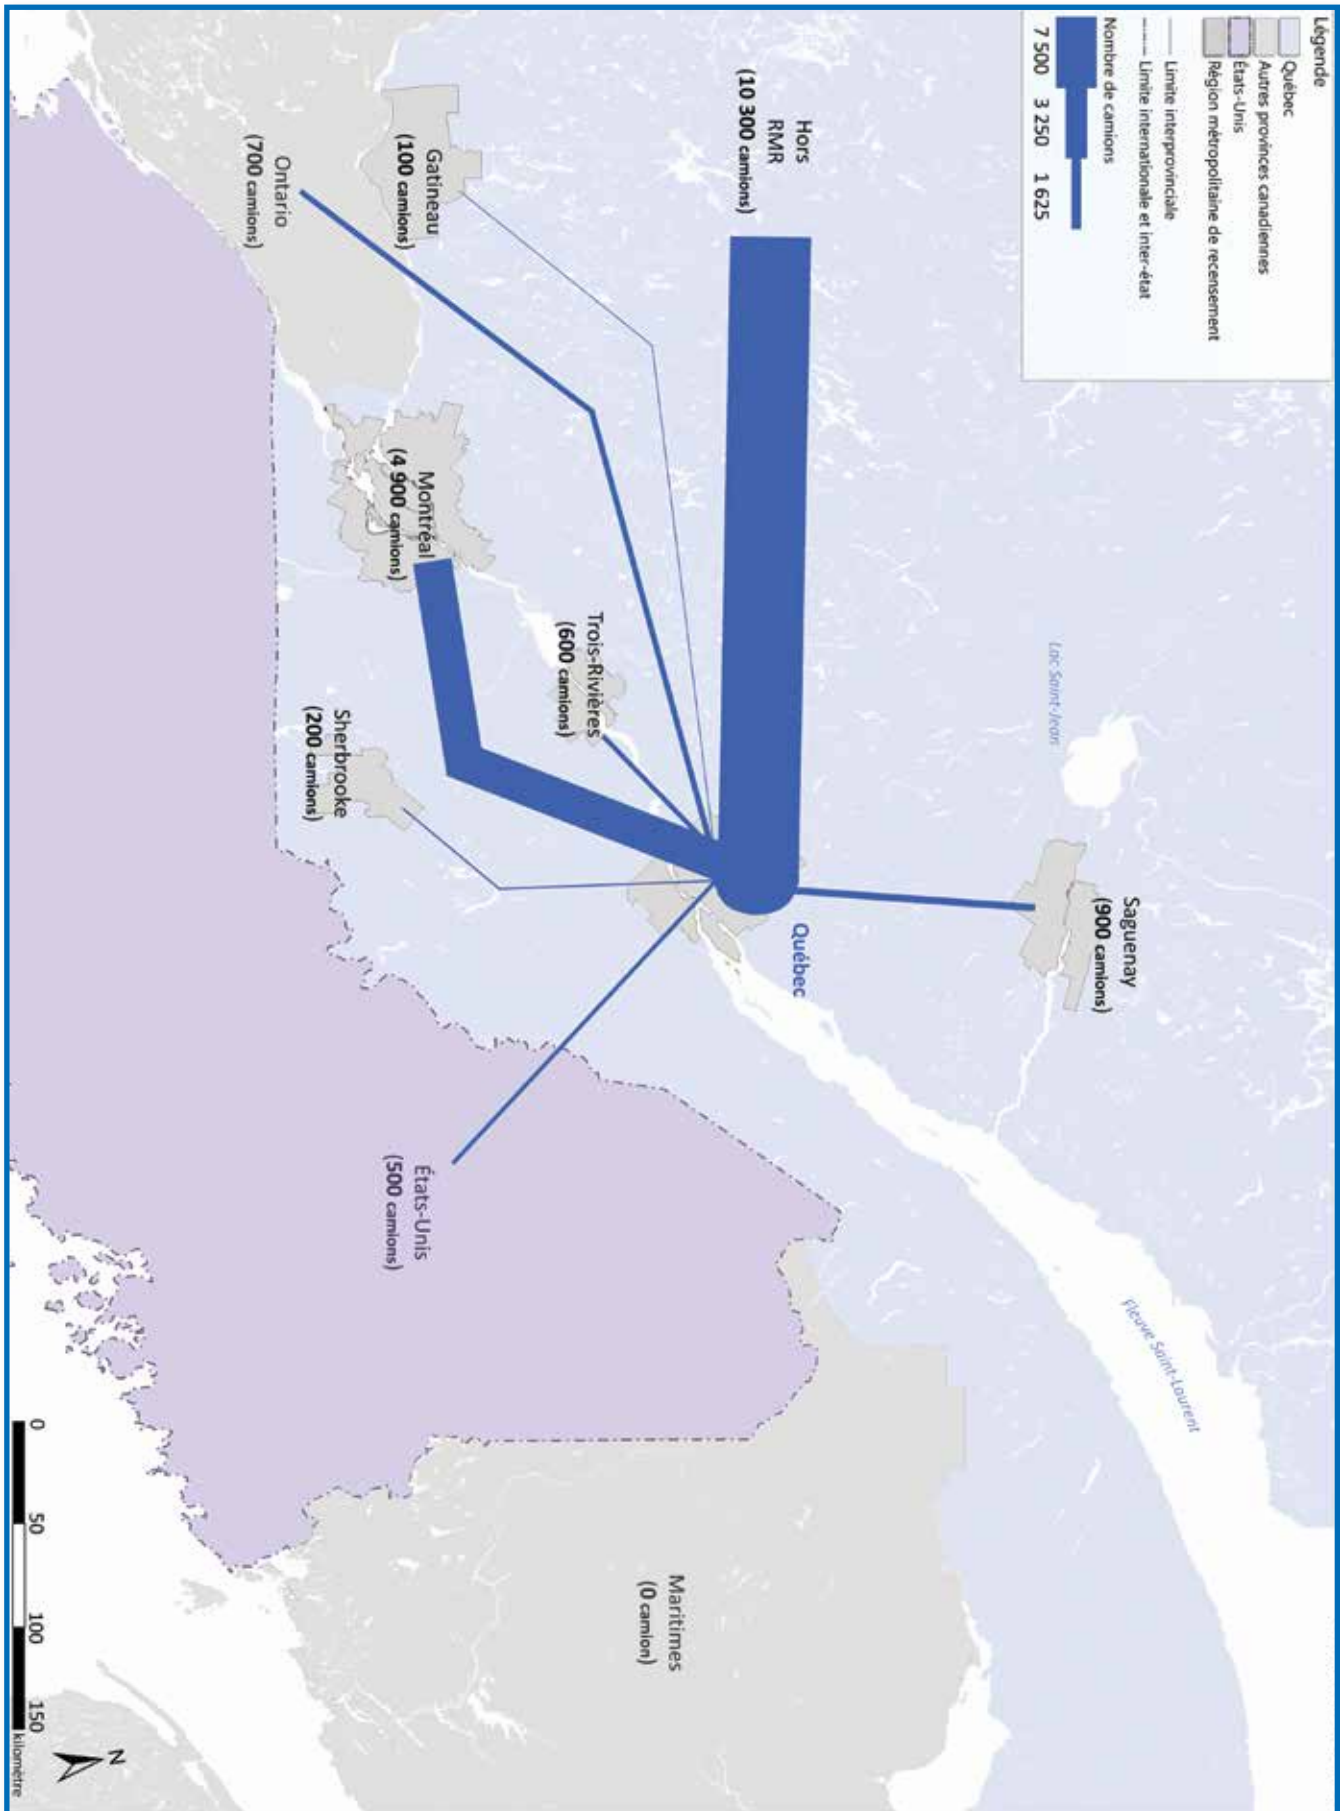 Légende
Québec
Autres provinces canadiennes
États-Unis
Région métropolitaine de recensement
Limite interprovinciale
Limite internationale et inter-état
Nombre de camions
7 500 3 250 1 625
Lac Saint-Jean
Saguenay
(900 camions)
Fleuve Saint-Laurent
Hors
RMR
(10 300 camions)
Québec
Gatineau
(100 camions)
Ontario
(700 camions)
Trois-Rivières
(600 camions)
Montréal
(4 900 camions)
Sherbrooke
(200 camions)
États-Unis
(500 camions)
Maritimes
(0 camion)
N
0 50 100 150
kilomètre